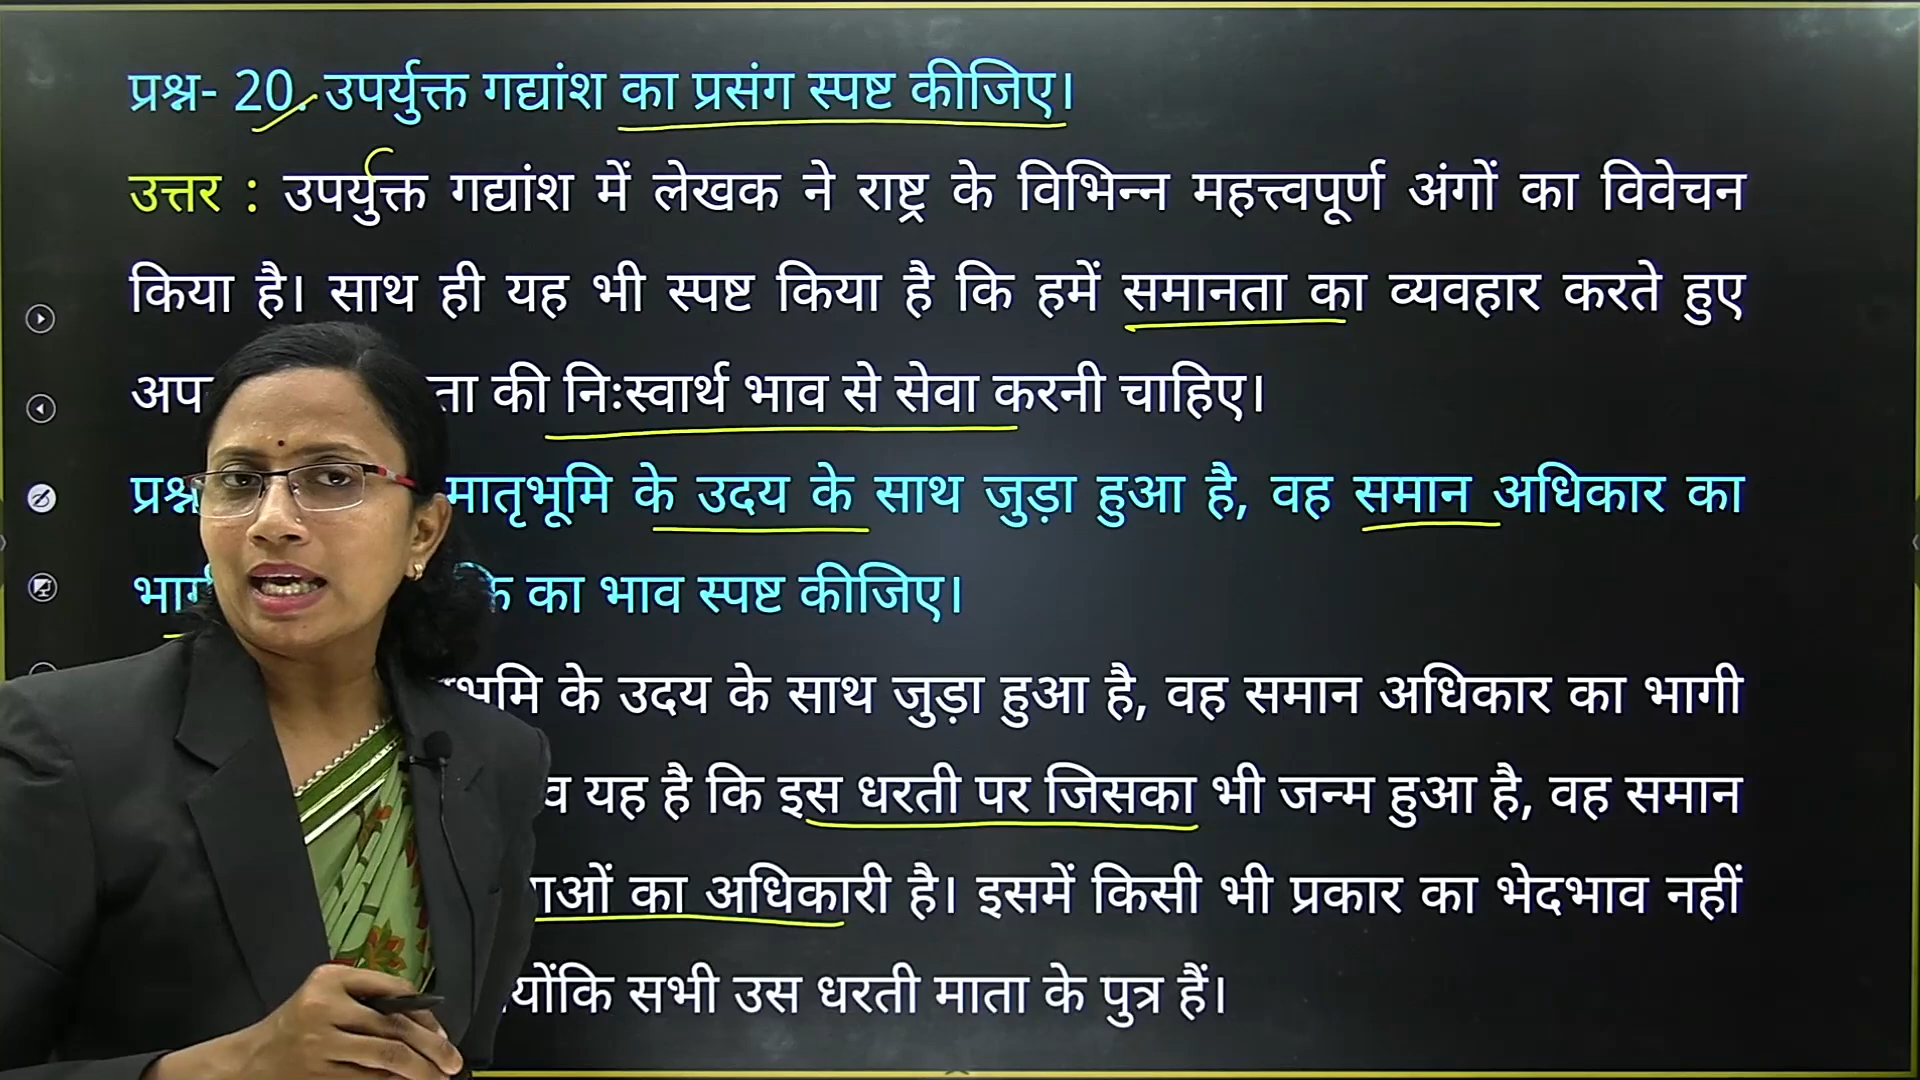 प्रश्न- 20. उपर्युक्त गद्यांश का प्रसंग स्पष्ट कीजिए।
उत्तर : उपर्युक्त गद्यांश में लेखक ने राष्ट्र के विभिन्न महत्त्वपूर्ण अंगों का विवेचन
किया है। साथ ही यह भी स्पष्ट किया है कि हमें समानता का व्यवहार करते हुए
की निःस्वार्थ भाव से सेवा करनी चाहिए।
मातृभूमि के उदय के साथ जुड़ा हुआ है, वह समान अधिकार का
का भाव स्पष्ट कीजिए।
के उदय के साथ जुड़ा हुआ है, वह समान अधिकार का भागी
यह है कि इस धरती पर जिसका भी जन्म हुआ है, वह समान
का अधिकारी है। इसमें किसी भी प्रकार का भेदभाव नहीं
सभी उस धरती माता के पुत्र हैं।